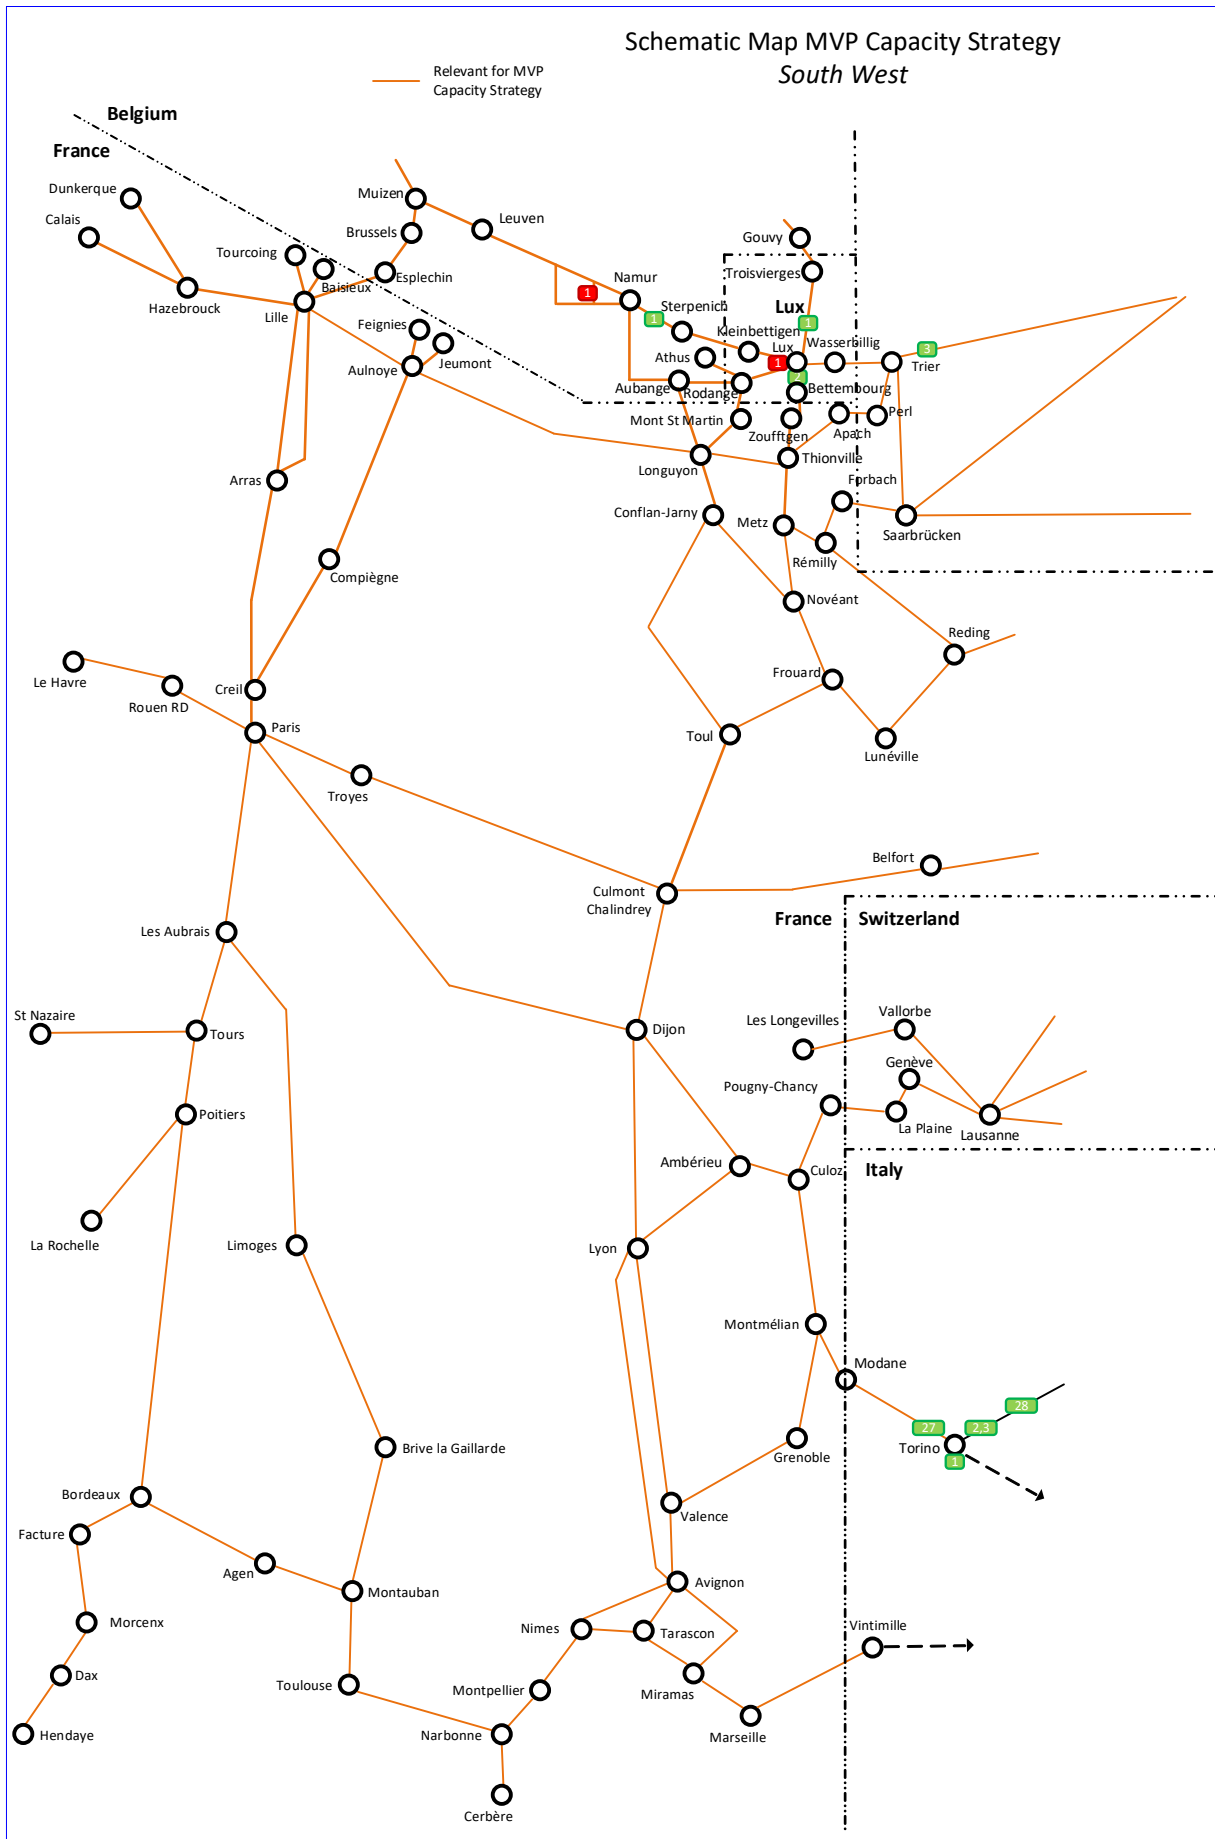 Schematic Map MVP Capacity Strategy
South West
Relevant for MVP
Capacity Strategy
Belgium
France
Dunkerque
Calais
Muizen
Leuven
Brussels
Tourcoing
Esplechin
Baisieux
Hazebrouck
Lille
Gouvy
Troisvierges
Namur
1
Sterpenich
1
Lux
1
Feignies
Jeumont
Aulnoye
Kleinbettigen
Lux
Wasserbillig
3
Trier
Athus
1
2
Aubange
Rodange
Bettembourg
Mont St Martin
Zoufftgen
Apach
Perl
Longuyon
Thionville
Arras
Forbach
Conflan-Jarny
Metz
Saarbrücken
Rémilly
Compiègne
Novéant
Reding
Le Havre
Rouen RD
Creil
Frouard
Paris
Toul
Lunéville
Troyes
Belfort
Culmont
Chalindrey
France
Switzerland
Les Aubrais
St Nazaire
Tours
Dijon
Les Longevilles
Vallorbe
Genève
Pougny-Chancy
Poitiers
La Plaine
Lausanne
Ambérieu
Culoz
Italy
La Rochelle
Limoges
Lyon
Montmélian
Modane
28
27
2,3
Torino
1
Brive la Gaillarde
Grenoble
Bordeaux
Valence
Facture
Agen
Montauban
Avignon
Morcenx
Nimes
Tarascon
Vintimille
Dax
Toulouse
Montpellier
Miramas
Hendaye
Narbonne
Marseille
Cerbère